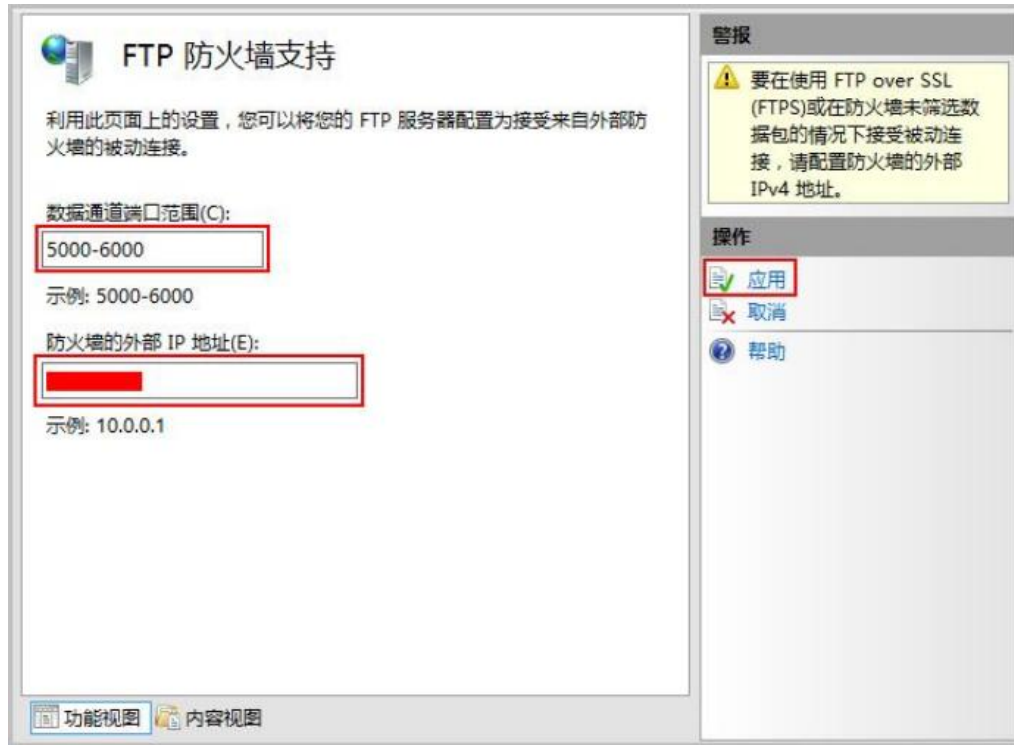 FTP 防火墙支持
利用此页面上的设置，您可以将您的 FTP 服务器配置为接受来自外部防
火墙的被动连接。
数据通道端口范围(C):
5000-6000
示例: 5000-6000
防火墙的外部 IP 地址(E):
示例: 10.0.0.1
功能视图
内容视图
警报
要在使用 FTP over SSL
(FTPS)或在防火墙未筛选数
据包的情况下接受被动连
接，请配置防火墙的外部
IPv4 地址。
操作
应用
取消
帮助